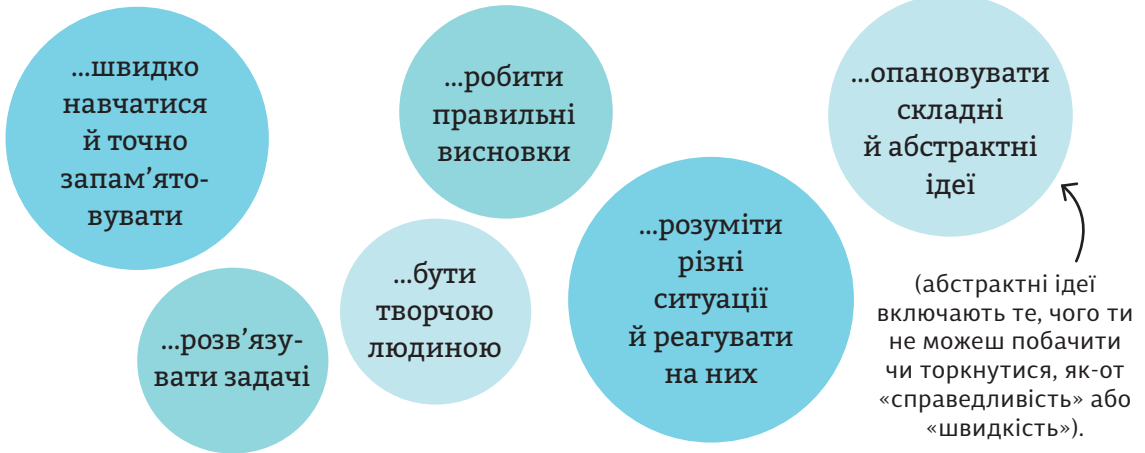 ...швидко
навчатися
й точно
запам’ято-
вувати
...робити
правильні
висновки
...опановувати
складні
й абстрактні
ідеї
...розв’язу-
вати задачі
...бути
творчою
людиною
...розуміти
різні
ситуації
й реагувати
на них
(абстрактні ідеї
включають те, чого ти
не можеш побачити
чи торкнутися, як-от
«справедливість» або
«швидкість»).